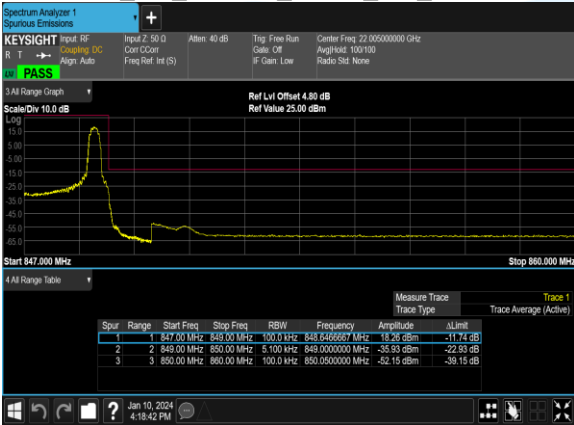 Spectrum Analyzer 1
Spurious Emissions
+
KEYSIGHT Input: RF Input Z: 50 Ω Atten: 40 dB Trig: Free Run Center Freq: 22.005000000 GHz
R T Coupling: DC Corr CCorr Gate: Off Avg|Hold: 100/100
Align: Auto Freq Ref: Int (S) IF Gain: Low Radio Std: None
PASS
3 All Range Graph
Ref Lvl Offset 4.80 dB
Scale/Div 10.0 dB Ref Value 25.00 dBm
Log
15.0
5.00
-5.00
-15.0
-25.0
-35.0
-45.0
-55.0
-65.0
Start 847.000 MHz Stop 860.000 MHz
4 All Range Table
Measure Trace Trace 1
Trace Type Trace Average (Active)
Spur Range Start Freq Stop Freq RBW Frequency Amplitude ΔLimit
1 1 847.00 MHz 849.00 MHz 100.0 kHz 848.6466667 MHz 18.26 dBm -11.74 dB
2 2 849.00 MHz 850.00 MHz 5.100 kHz 849.0000000 MHz -35.93 dBm -22.93 dB
3 3 850.00 MHz 860.00 MHz 100.0 kHz 850.0500000 MHz -52.15 dBm -39.15 dB
? Jan 10, 2024
4:18:42 PM